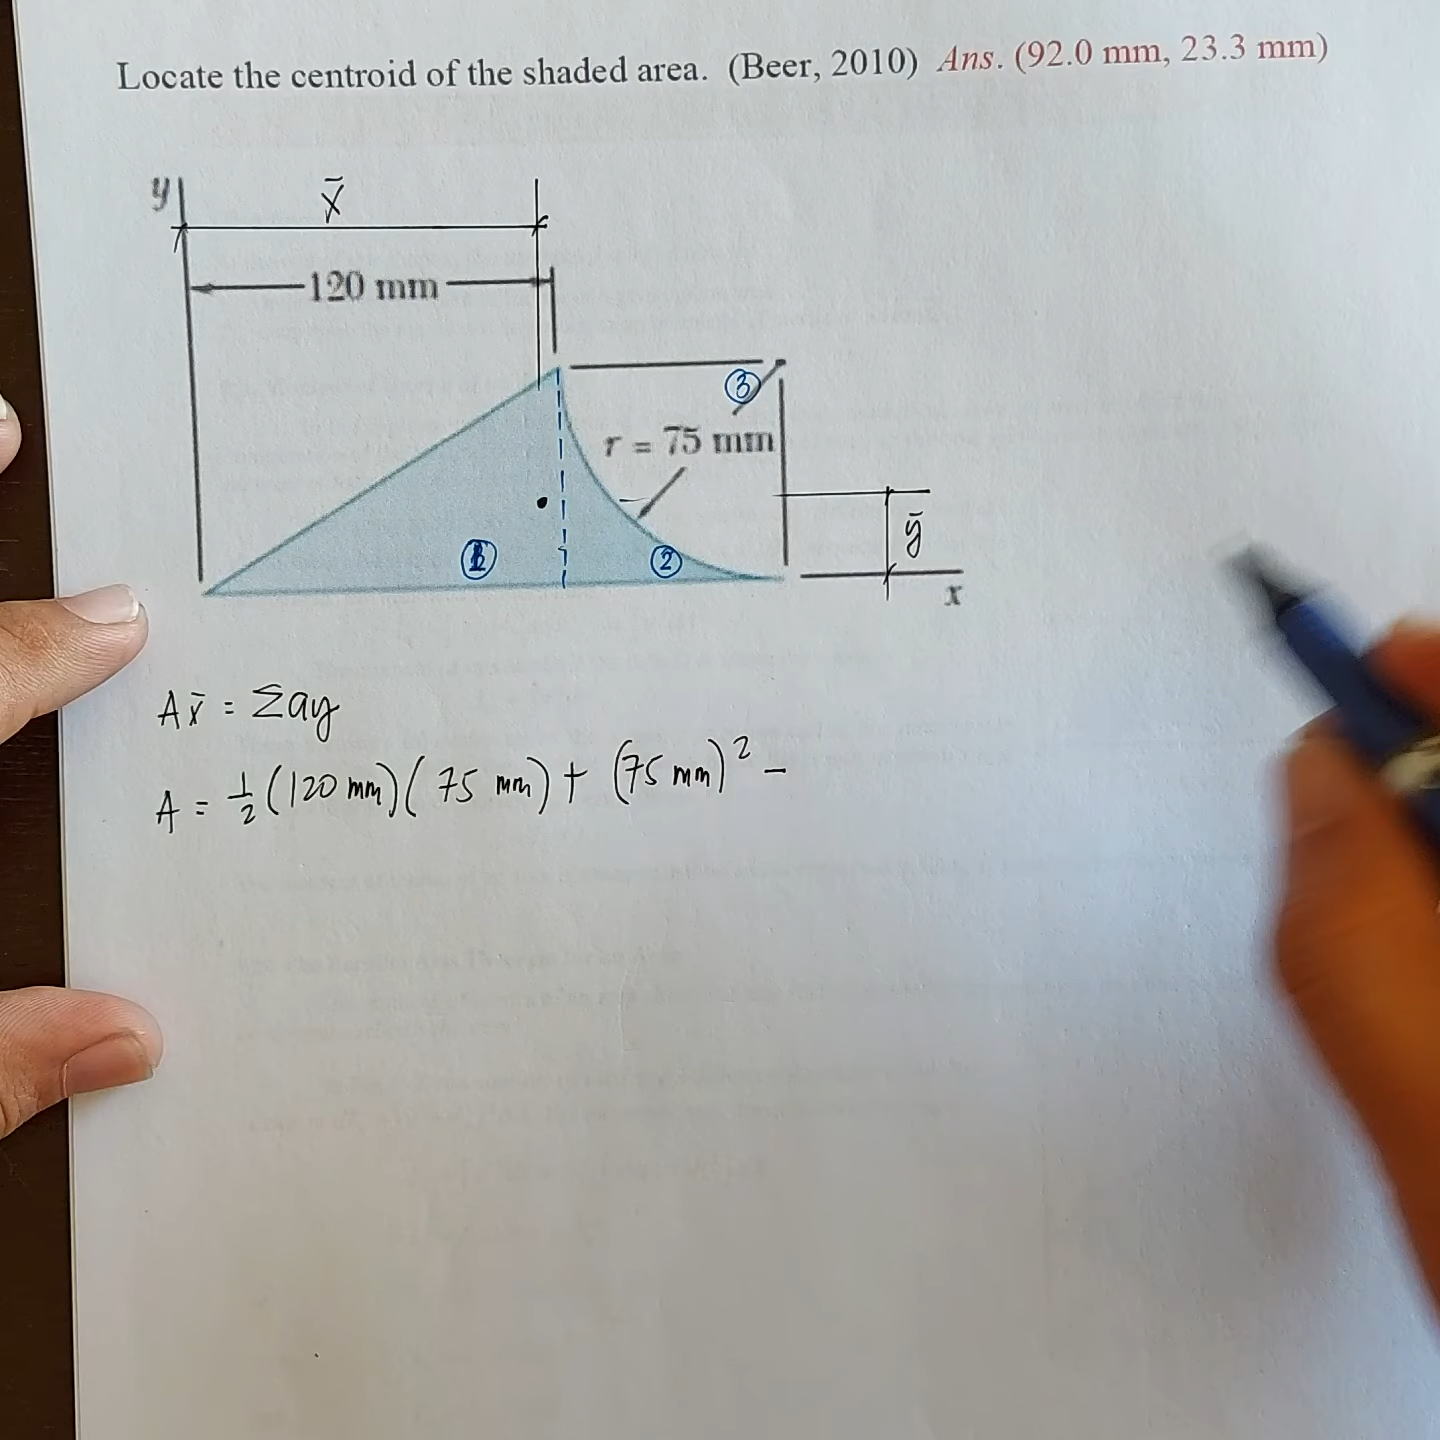 Locate the centroid of the shaded area. (Beer, 2010) Ans. (92.0 mm, 23.3 mm)
y
x̄
120 mm
③
r = 75 mm
ȳ
①
②
x
Ax̄ = Σay
A = ½(120 mm)(75 mm) + (75 mm)² −